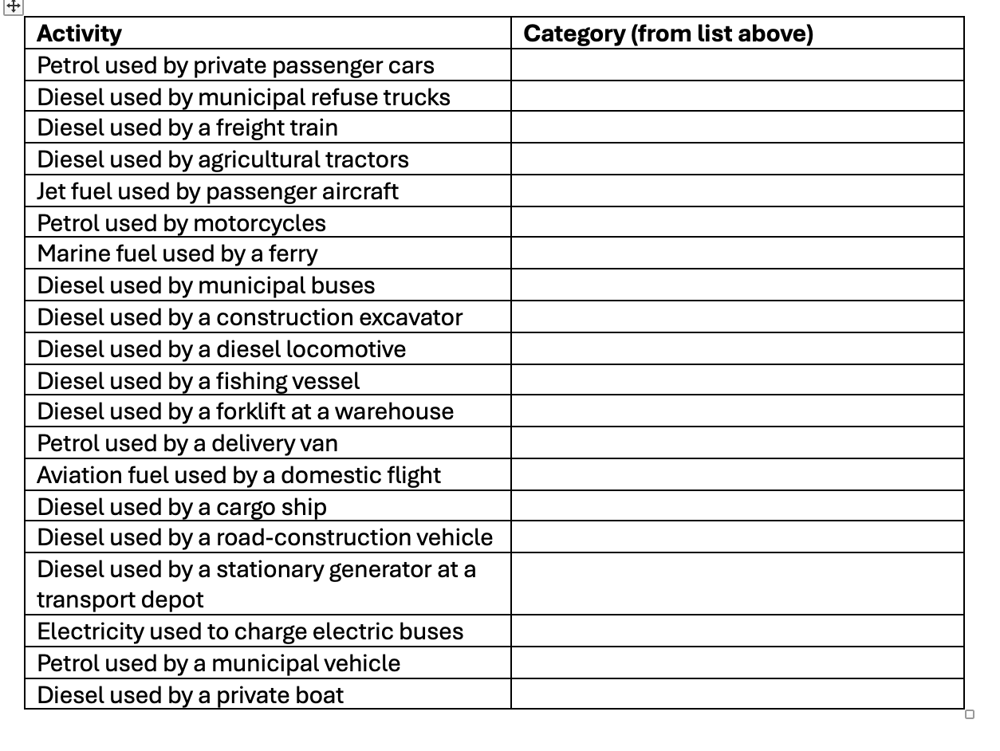 Activity
Category (from list above)
Petrol used by private passenger cars
Diesel used by municipal refuse trucks
Diesel used by a freight train
Diesel used by agricultural tractors
Jet fuel used by passenger aircraft
Petrol used by motorcycles
Marine fuel used by a ferry
Diesel used by municipal buses
Diesel used by a construction excavator
Diesel used by a diesel locomotive
Diesel used by a fishing vessel
Diesel used by a forklift at a warehouse
Petrol used by a delivery van
Aviation fuel used by a domestic flight
Diesel used by a cargo ship
Diesel used by a road-construction vehicle
Diesel used by a stationary generator at a
transport depot
Electricity used to charge electric buses
Petrol used by a municipal vehicle
Diesel used by a private boat